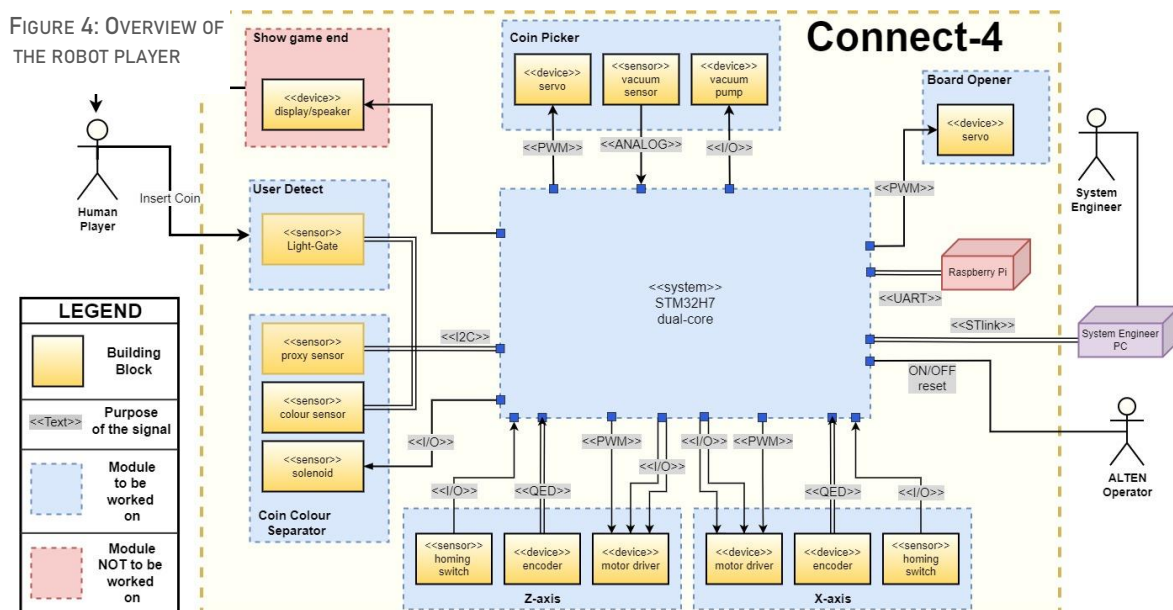 FIGURE 4: OVERVIEW OF
THE ROBOT PLAYER
Connect-4
Show game end
<<device>>
display/speaker
Coin Picker
<<device>>
servo
<<sensor>>
vacuum
sensor
<<device>>
vacuum
pump
<<PWM>>
<<ANALOG>>
<<I/O>>
Board Opener
<<device>>
servo
<<PWM>>
Human
Player
Insert Coin
User Detect
<<sensor>>
Light-Gate
System
Engineer
<<system>>
STM32H7
dual-core
Raspberry Pi
<<UART>>
<<STlink>>
System Engineer
PC
ON/OFF
reset
ALTEN
Operator
<<I2C>>
<<sensor>>
proxy sensor
<<sensor>>
colour sensor
<<sensor>>
solenoid
<<I/O>>
Coin Colour
Separator
LEGEND
Building
Block
<<Text>>
Purpose
of the signal
Module
to be
worked
on
Module
NOT to be
worked
on
<<I/O>>
<<QED>>
<<PWM>>
<<I/O>>
<<I/O>>
<<PWM>>
<<QED>>
<<I/O>>
<<sensor>>
homing
switch
<<device>>
encoder
<<device>>
motor driver
Z-axis
<<device>>
motor driver
<<device>>
encoder
<<sensor>>
homing
switch
X-axis